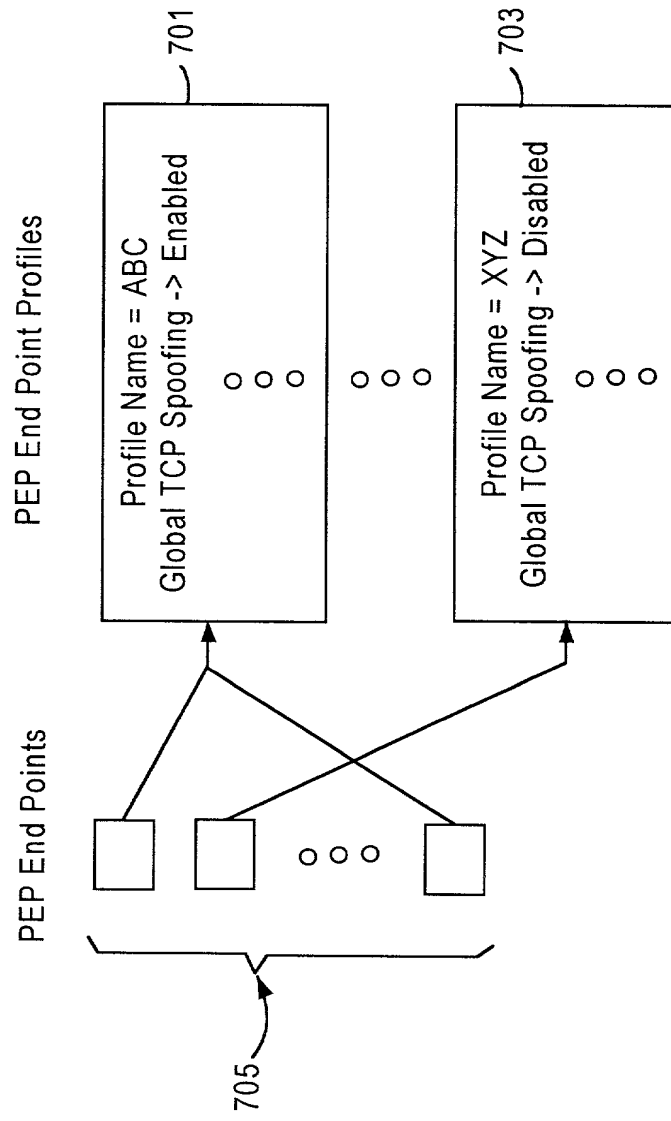 PEP End Points
PEP End Point Profiles
705
Profile Name = ABC
Global TCP Spoofing -> Enabled
701
Profile Name = XYZ
Global TCP Spoofing -> Disabled
703